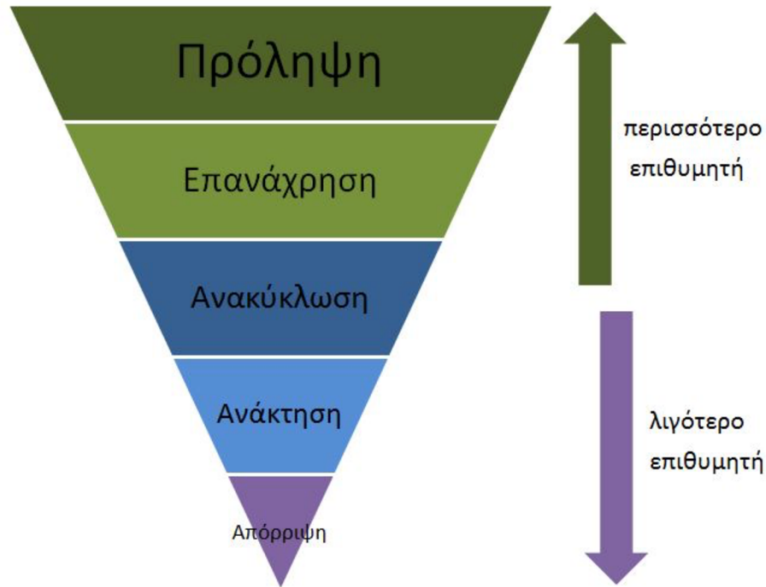 Πρόληψη
Επανάχρηση
Ανακύκλωση
Ανάκτηση
Απόρριψη
περισσότερο
επιθυμητή
λιγότερο
επιθυμητή